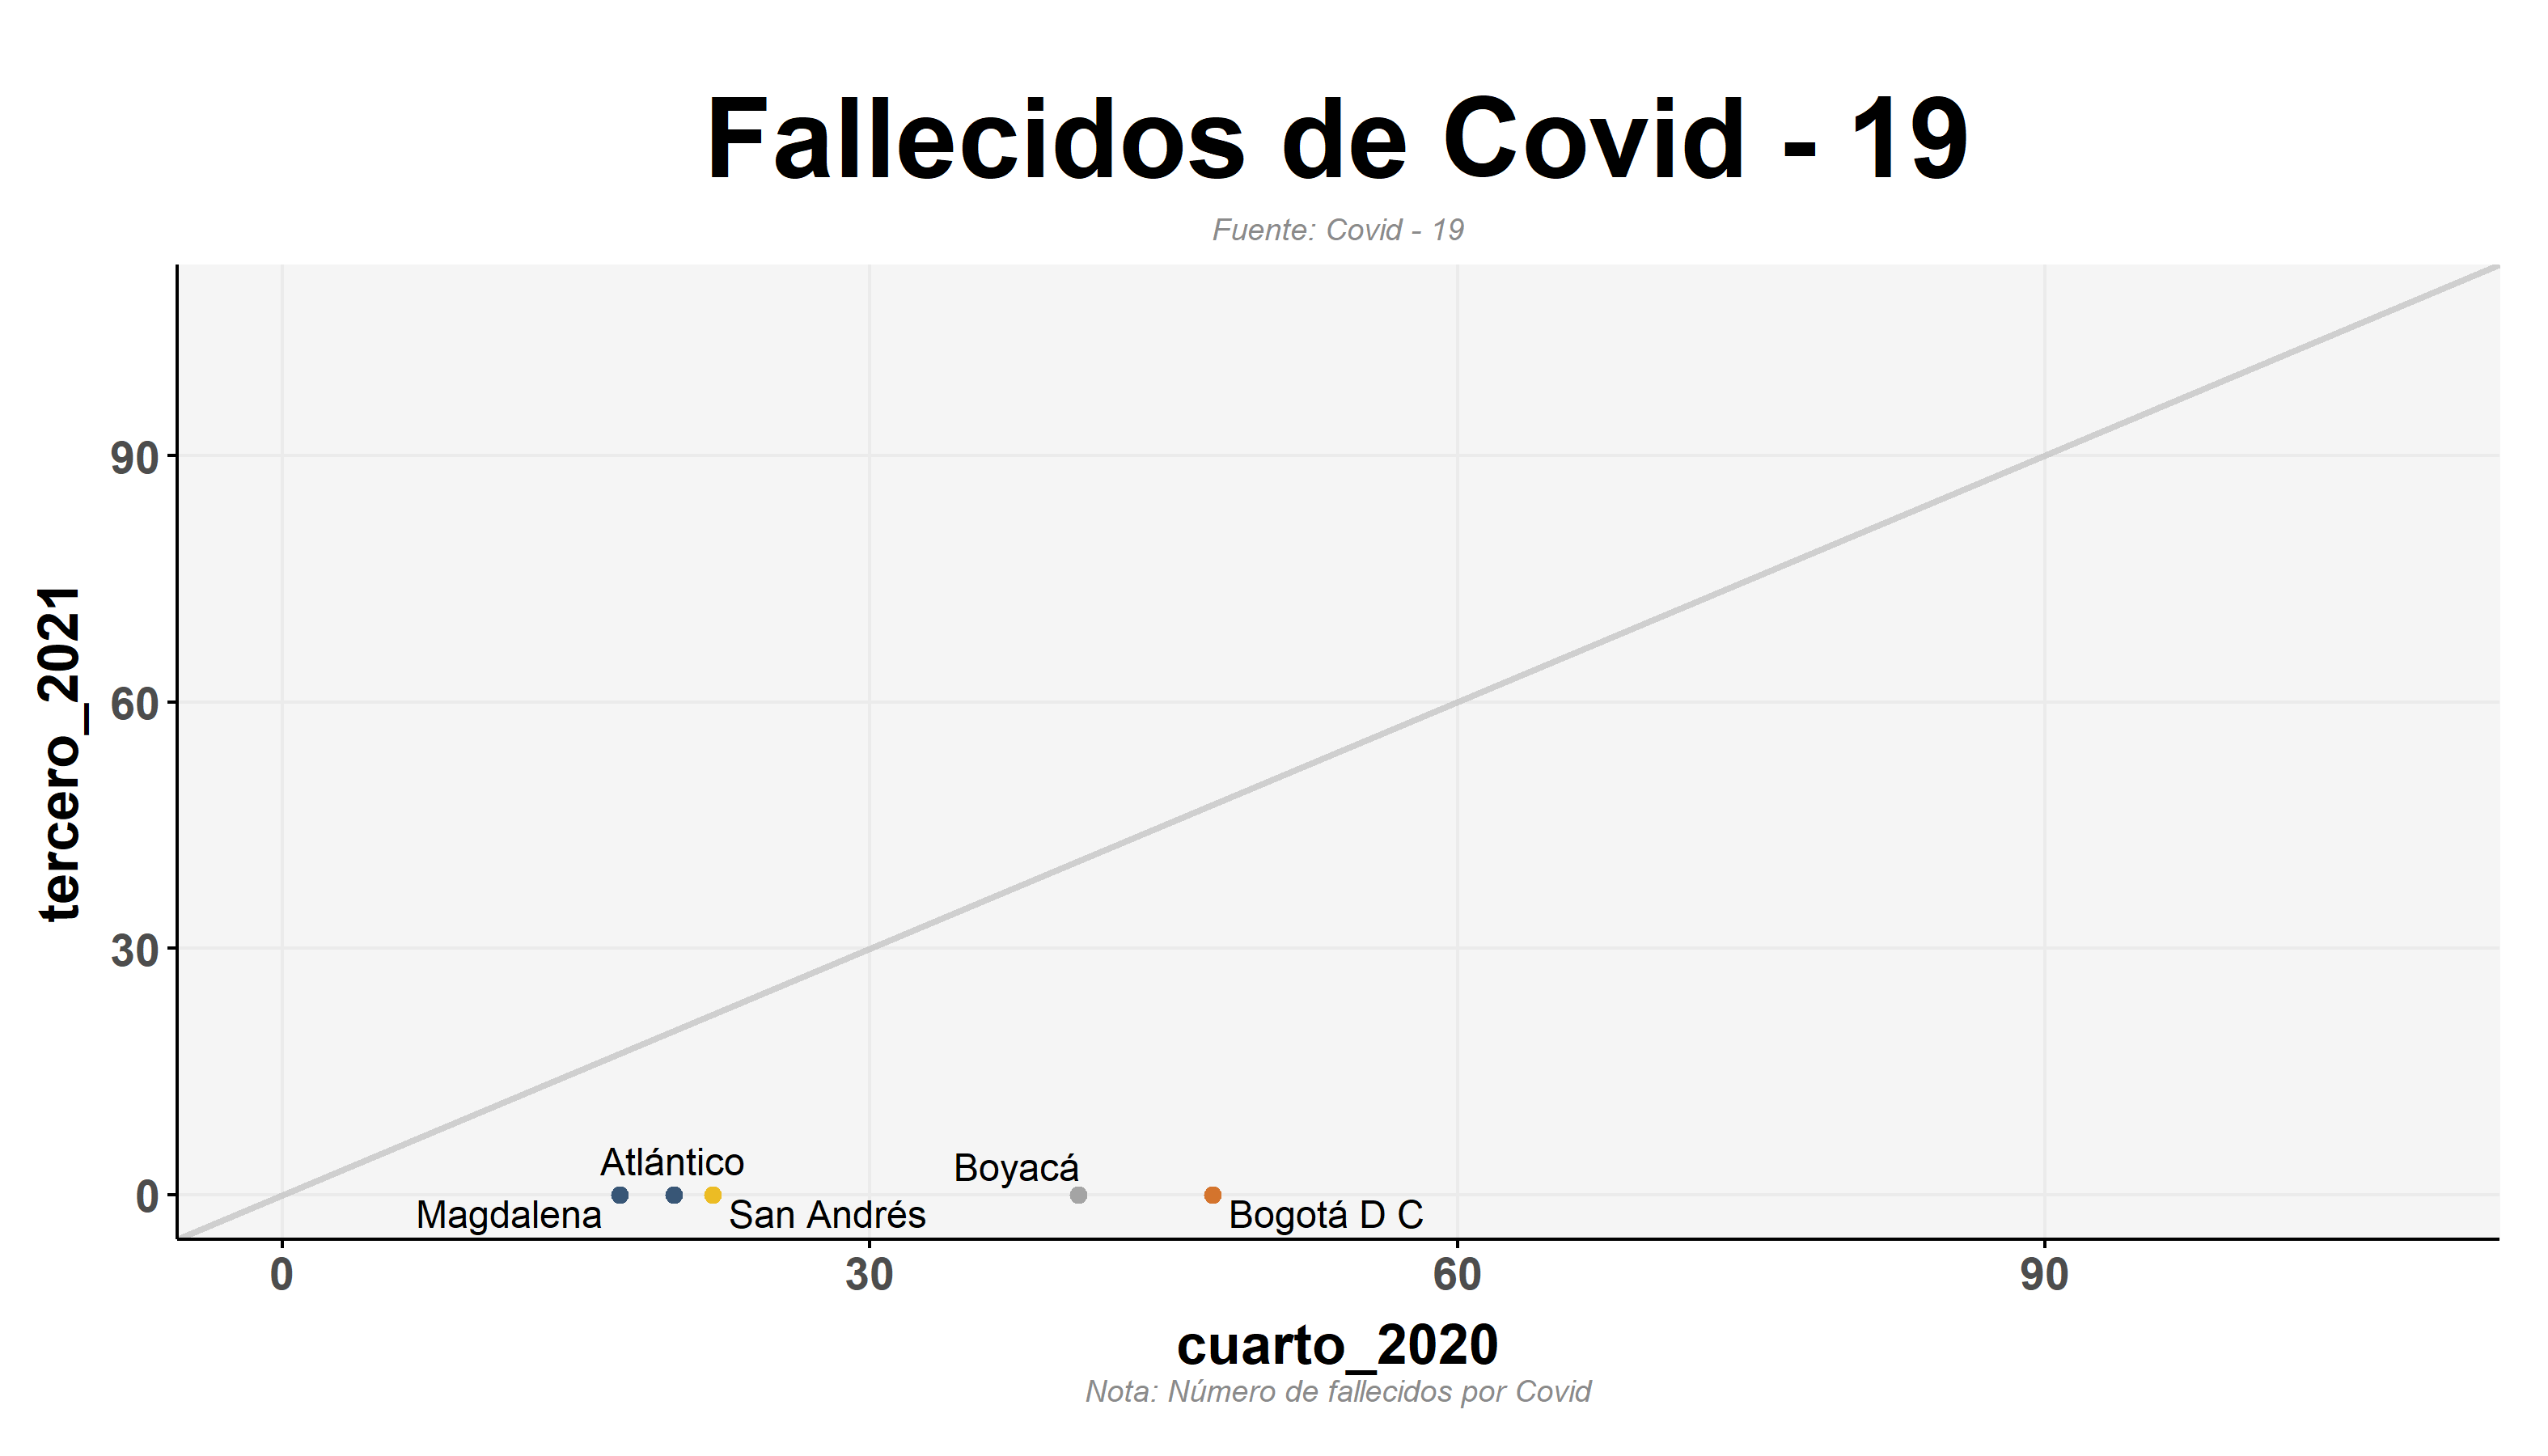 Fallecidos de Covid - 19
Fuente: Covid - 19
tercero_2021
90
60
30
0
Atlántico
Boyacá
Magdalena
San Andrés
Bogotá D C
0 30 60 90
cuarto_2020
Nota: Número de fallecidos por Covid